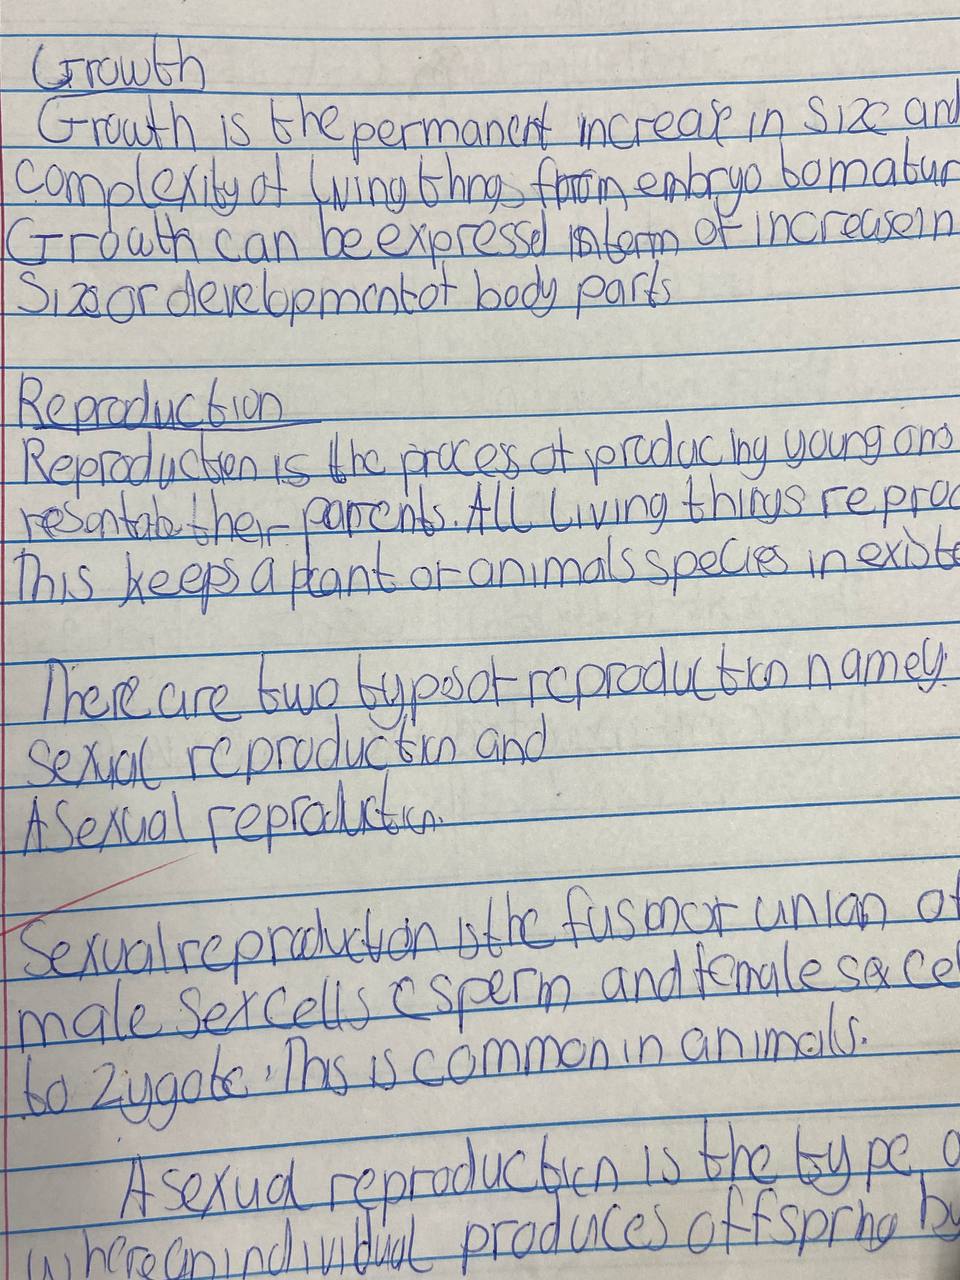 Growth
Growth is the permanent increase in size and
complexity of living things from embryo to matur
Growth can be expressed in term of increase in
Size or development of body parts
Reproduction
Reproduction is the process of producing young ons
their parents. All Living things reproc
This keeps a plant or animals species in existe
There are two types of reproduction namey:
Sexual reproduction and
Asexual reproduction.
Sexual reproduction is the fusion or union of
male sex cells (sperm and female sex cel
to zygote. This is common in animals.
Asexual reproduction is the type o
where an individual produces offspring by